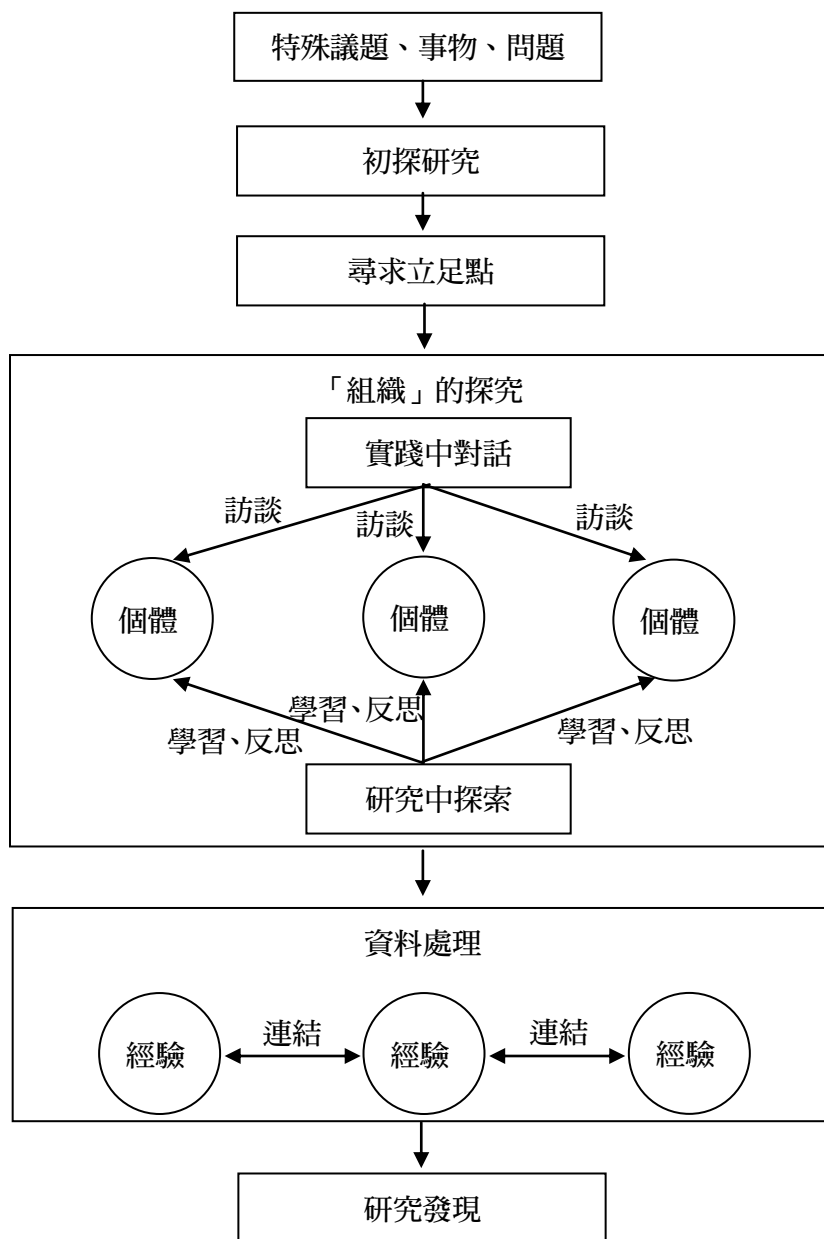 特殊議題、事物、問題
初探研究
尋求立足點
「組織」的探究
實踐中對話
訪談
訪談
訪談
個體
個體
個體
學習、反思
學習、反思
學習、反思
研究中探索
資料處理
連結
連結
經驗
經驗
經驗
研究發現